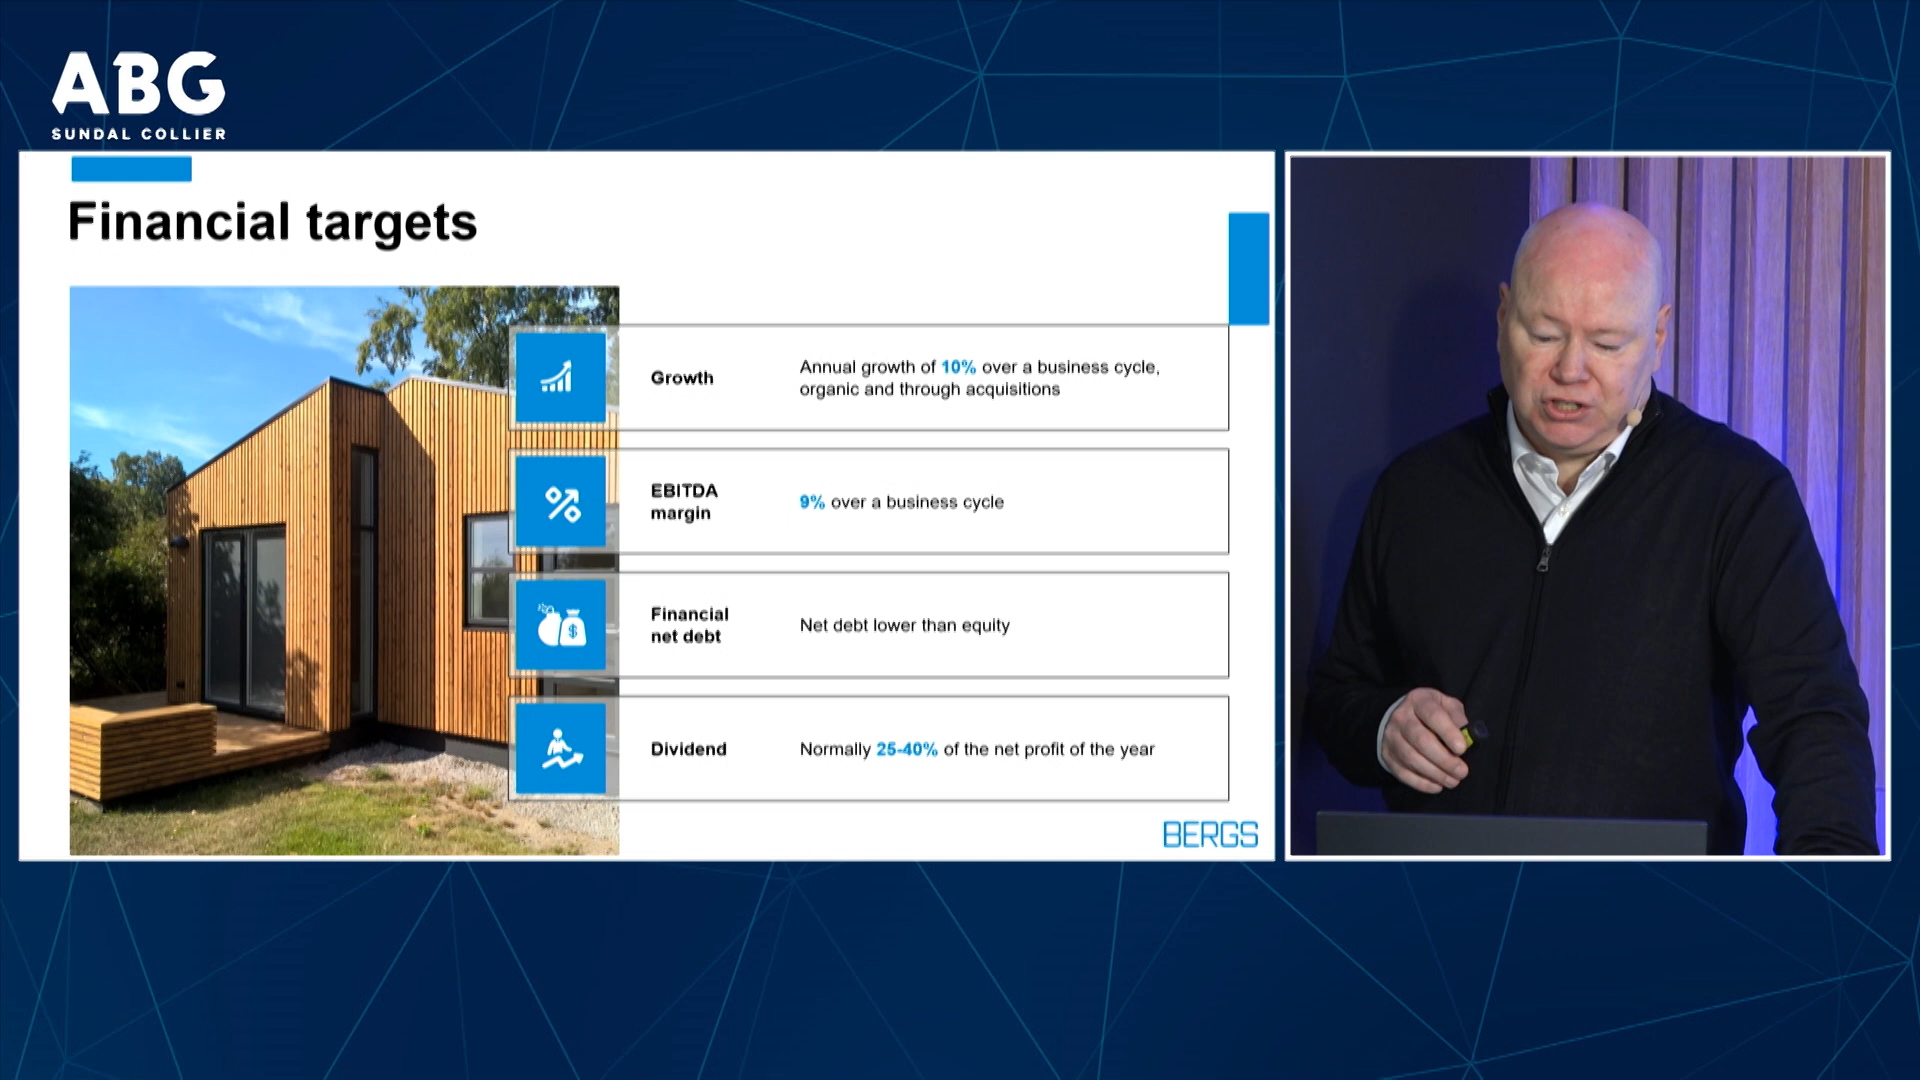 ABG
SUNDAL COLLIER
Financial targets
Growth
Annual growth of 10% over a business cycle,
organic and through acquisitions
EBITDA
margin
9% over a business cycle
Financial
net debt
Net debt lower than equity
Dividend
Normally 25-40% of the net profit of the year
BERGS